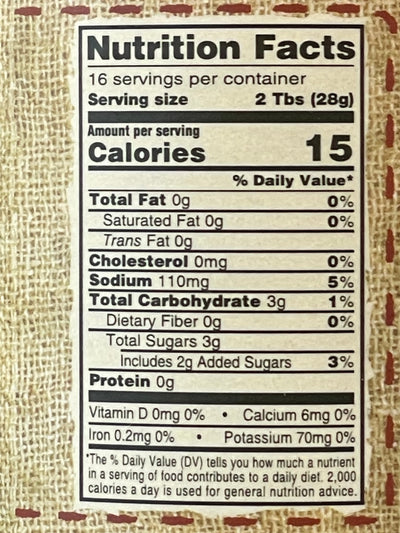 Nutrition Facts
16 servings per container
Serving size 2 Tbs (28g)
Amount per serving
Calories 15
% Daily Value*
Total Fat 0g 0%
Saturated Fat 0g 0%
Trans Fat 0g
Cholesterol 0mg 0%
Sodium 110mg 5%
Total Carbohydrate 3g 1%
Dietary Fiber 0g 0%
Total Sugars 3g
Includes 2g Added Sugars 3%
Protein 0g
Vitamin D 0mg 0% • Calcium 6mg 0%
Iron 0.2mg 0% • Potassium 70mg 0%
*The % Daily Value (DV) tells you how much a nutrient
in a serving of food contributes to a daily diet. 2,000
calories a day is used for general nutrition advice.